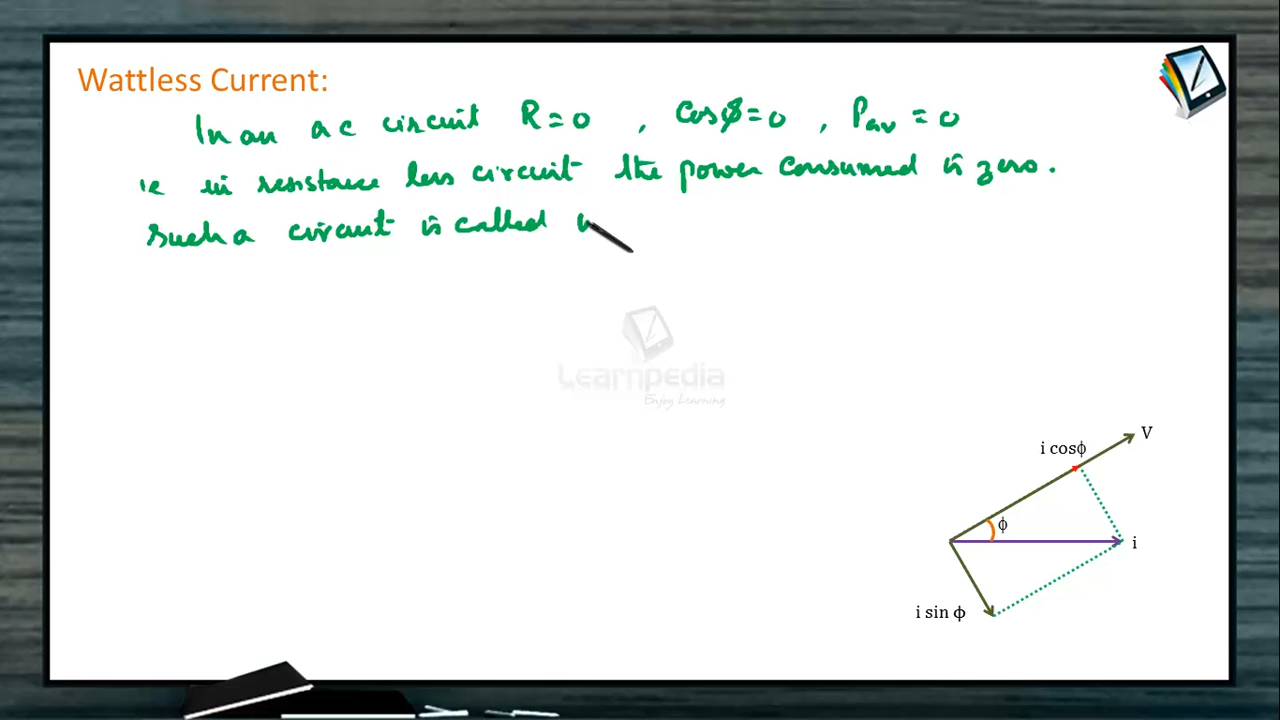 Wattless Current:
In an ac circuit R=0 , cosφ=0 , Pav = 0
ie in resistance less circuit the power consumed is zero.
such a circuit is called
Learnpedia
Enjoy Learning
V
i cosϕ
ϕ
i
i sin ϕ